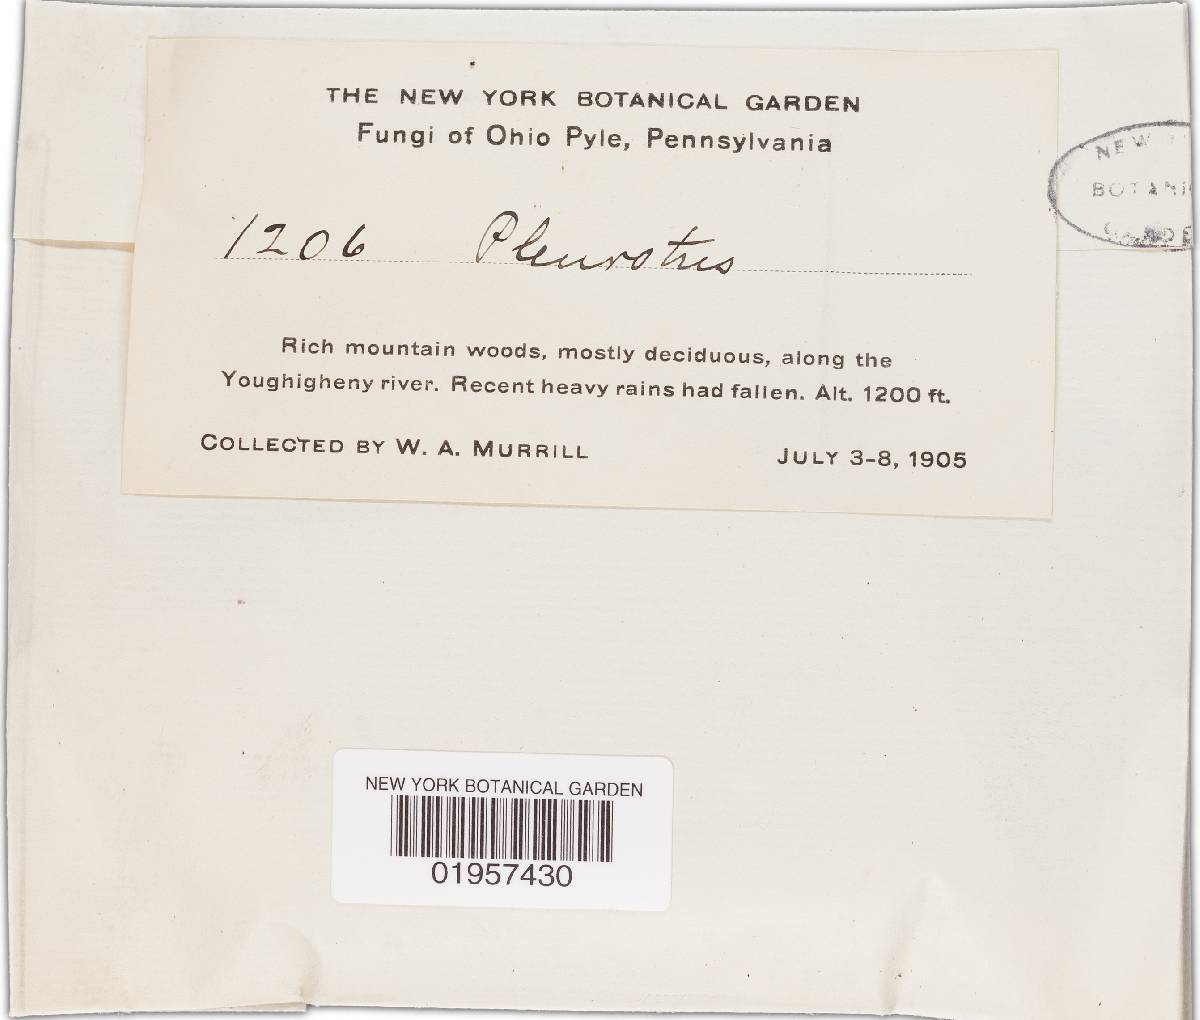 THE NEW YORK BOTANICAL GARDEN
Fungi of Ohio Pyle, Pennsylvania
NEW
BOTANI
1206 Pleurotus
Rich mountain woods, mostly deciduous, along the
Youghigheny river. Recent heavy rains had fallen. Alt. 1200 ft.
COLLECTED BY W. A. MURRILL JULY 3-8, 1905
NEW YORK BOTANICAL GARDEN
01957430